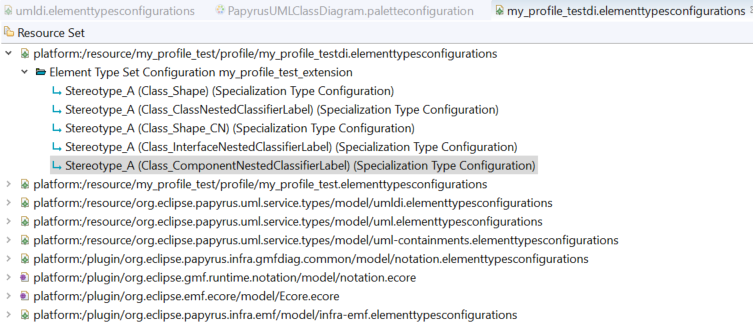 umldi.elementtypesconfigurations
PapyrusUMLClassDiagram.paletteconfiguration
my_profile_testdi.elementtypesconfigurations
Resource Set
platform:/resource/my_profile_test/profile/my_profile_testdi.elementtypesconfigurations
Element Type Set Configuration my_profile_test_extension
Stereotype_A (Class_Shape) (Specialization Type Configuration)
Stereotype_A (Class_ClassNestedClassifierLabel) (Specialization Type Configuration)
Stereotype_A (Class_Shape_CN) (Specialization Type Configuration)
Stereotype_A (Class_InterfaceNestedClassifierLabel) (Specialization Type Configuration)
Stereotype_A (Class_ComponentNestedClassifierLabel) (Specialization Type Configuration)
platform:/resource/my_profile_test/profile/my_profile_test.elementtypesconfigurations
platform:/resource/org.eclipse.papyrus.uml.service.types/model/umldi.elementtypesconfigurations
platform:/resource/org.eclipse.papyrus.uml.service.types/model/uml.elementtypesconfigurations
platform:/resource/org.eclipse.papyrus.uml.service.types/model/uml-containments.elementtypesconfigurations
platform:/plugin/org.eclipse.papyrus.infra.gmfdiag.common/model/notation.elementtypesconfigurations
platform:/plugin/org.eclipse.gmf.runtime.notation/model/notation.ecore
platform:/plugin/org.eclipse.emf.ecore/model/Ecore.ecore
platform:/plugin/org.eclipse.papyrus.infra.emf/model/infra-emf.elementtypesconfigurations